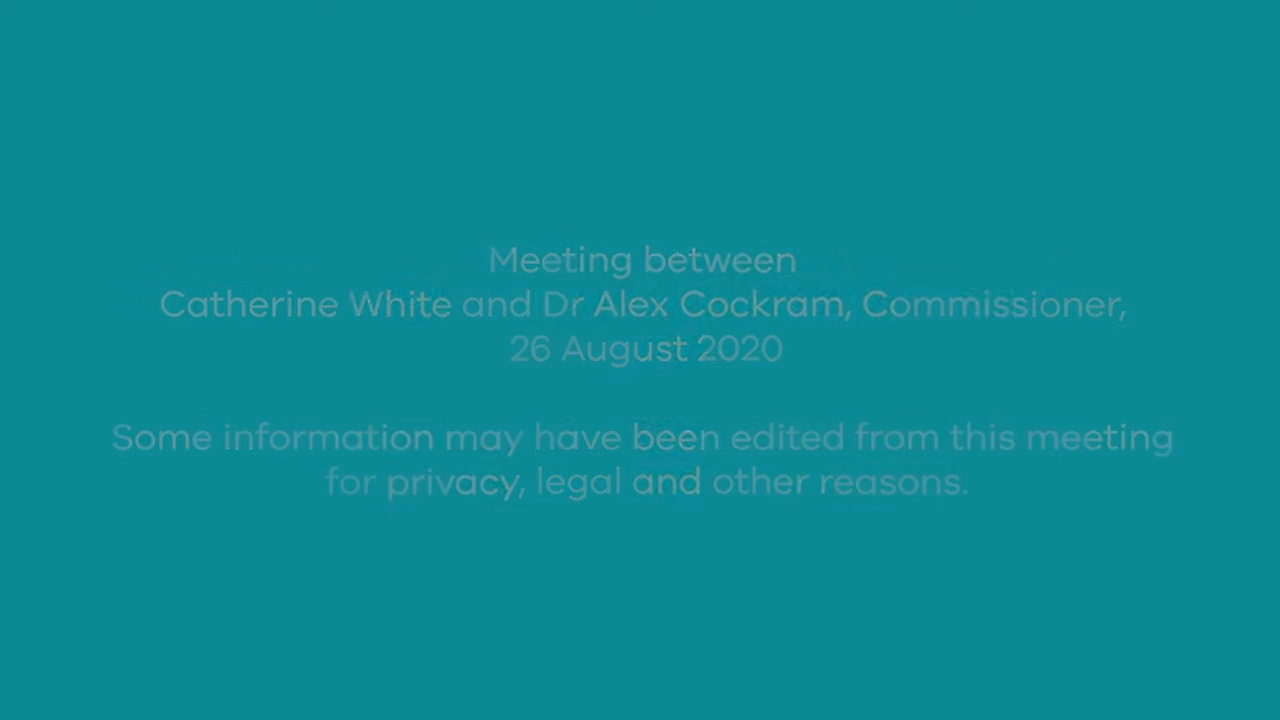 Meeting between
Catherine White and Dr Alex Cockram, Commissioner,
26 August 2020
Some information may have been edited from this meeting
for privacy, legal and other reasons.